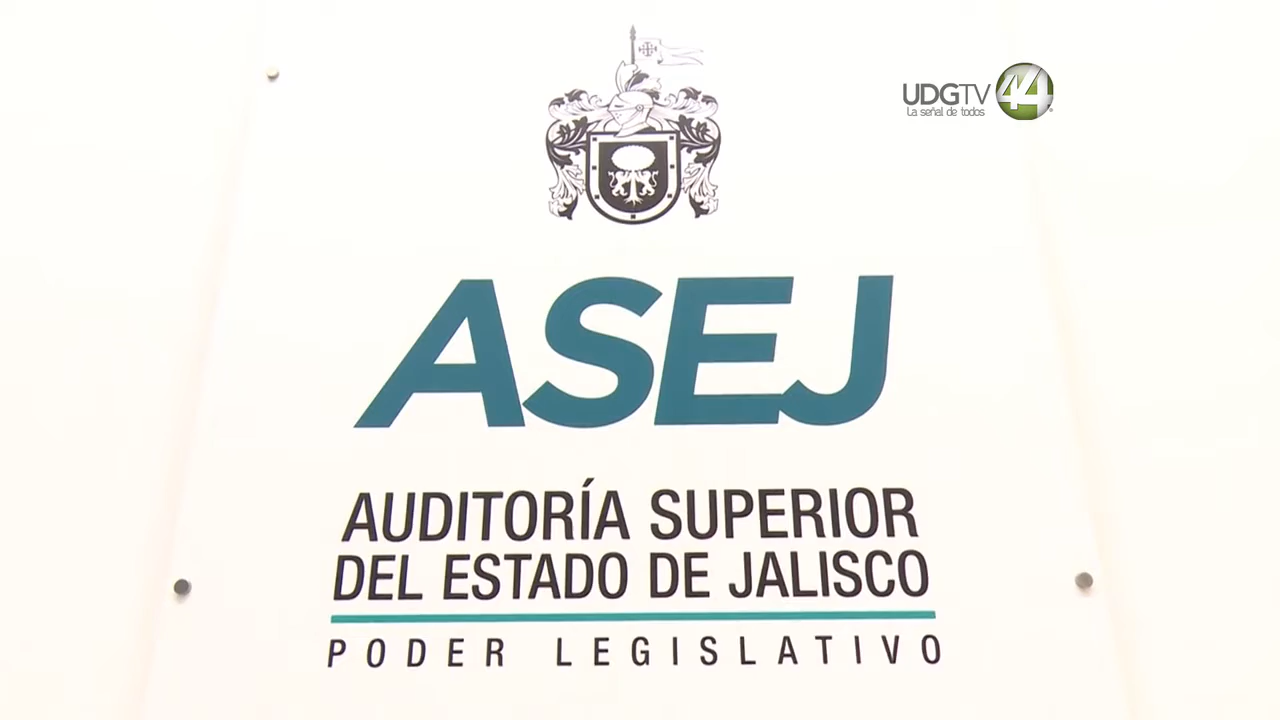 UDGTV 44
La señal de todos
ASEJ
AUDITORÍA SUPERIOR
DEL ESTADO DE JALISCO
PODER LEGISLATIVO